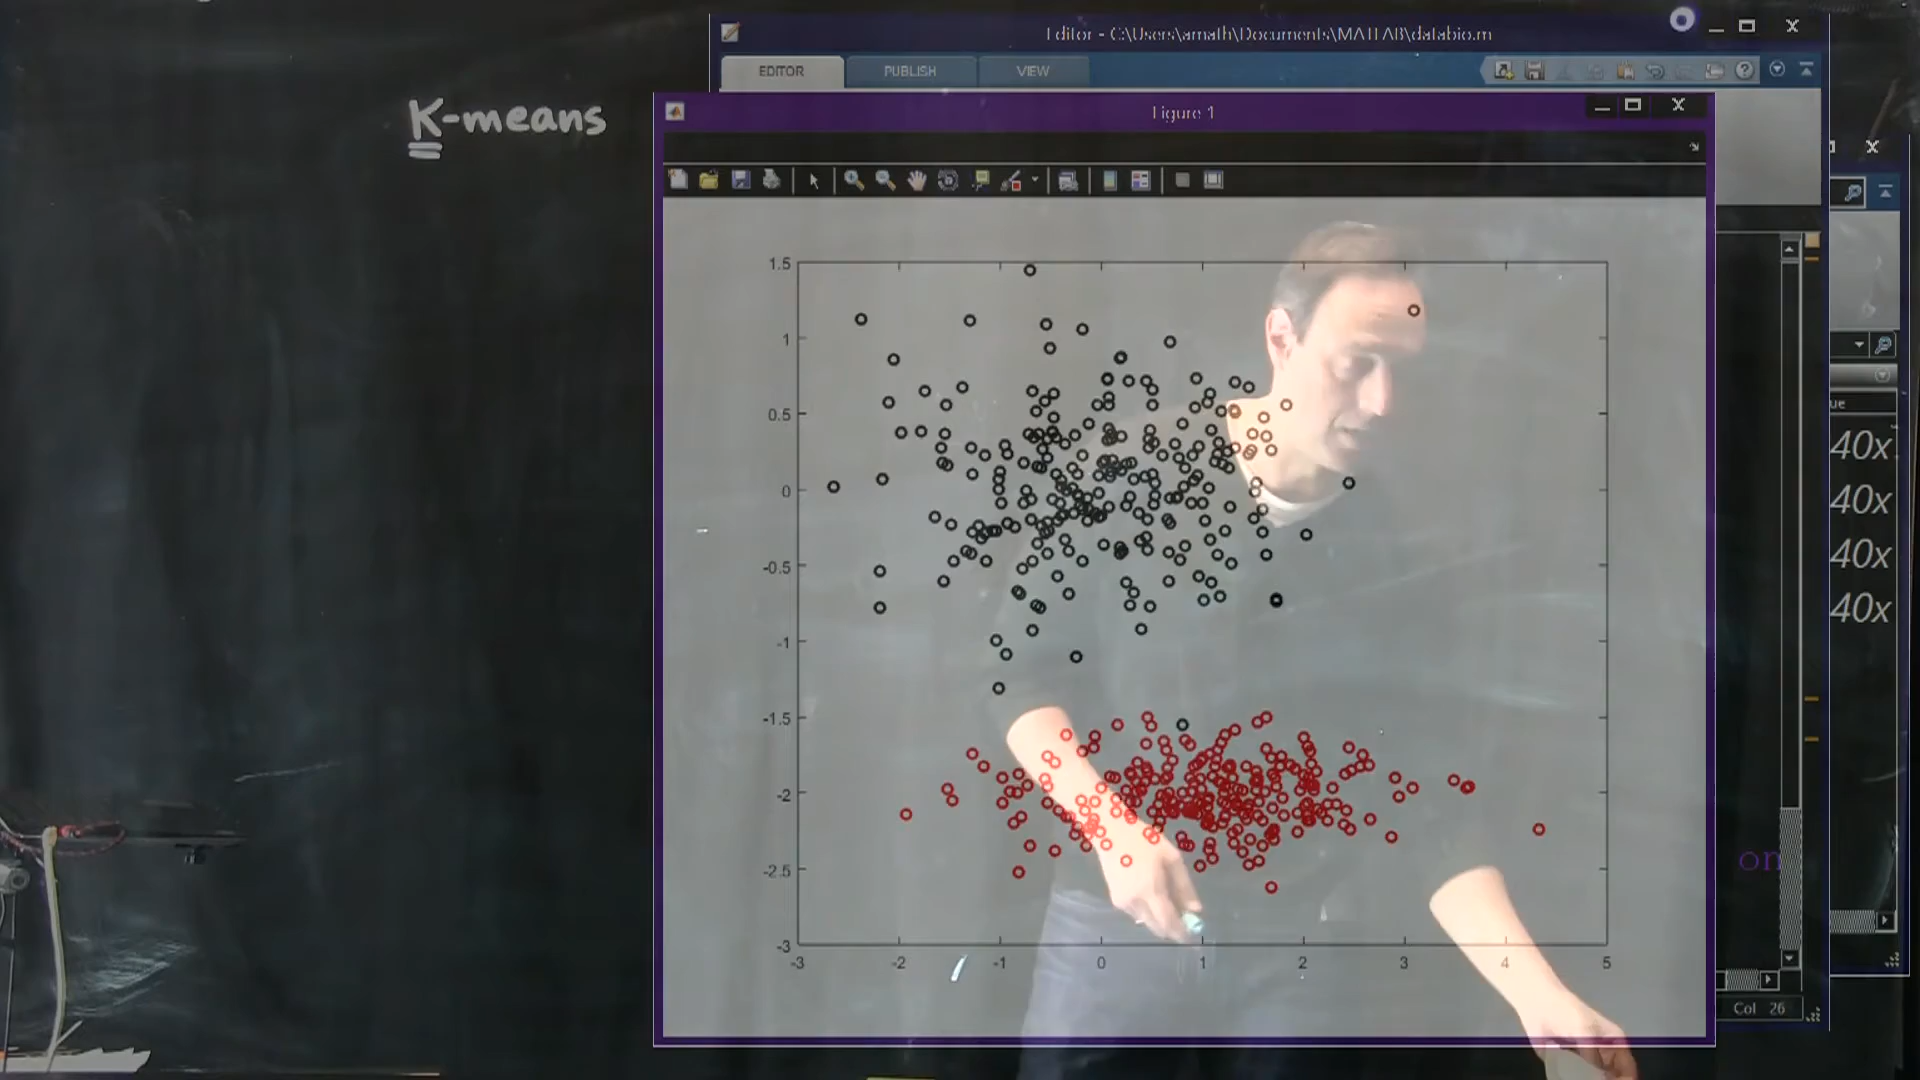 K-means
Editor - C:\Users\amath\Documents\MATLAB\databio.m
EDITOR PUBLISH VIEW
Figure 1
1.5
1
0.5
0
-0.5
-1
-1.5
-2
-2.5
-3
-3 -2 -1 0 1 2 3 4 5
ue
40x
40x
40x
40x
on
Col 26